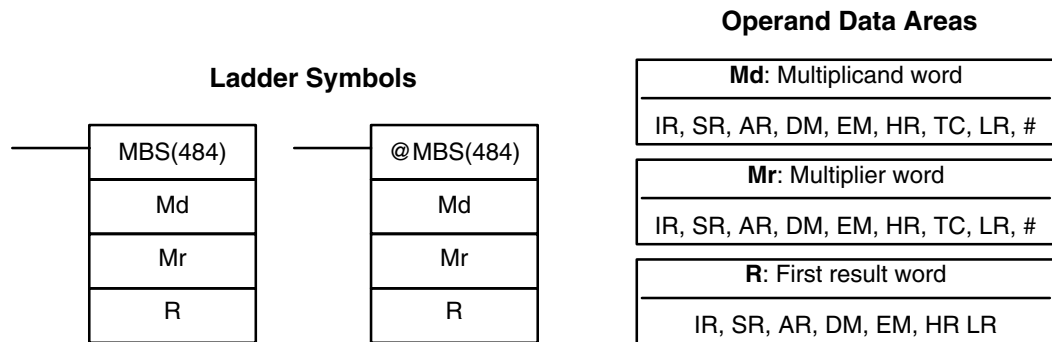 Operand Data Areas
Ladder Symbols
MBS(484)
Md
Mr
R
@MBS(484)
Md
Mr
R
Md: Multiplicand word
IR, SR, AR, DM, EM, HR, TC, LR, #
Mr: Multiplier word
IR, SR, AR, DM, EM, HR, TC, LR, #
R: First result word
IR, SR, AR, DM, EM, HR LR